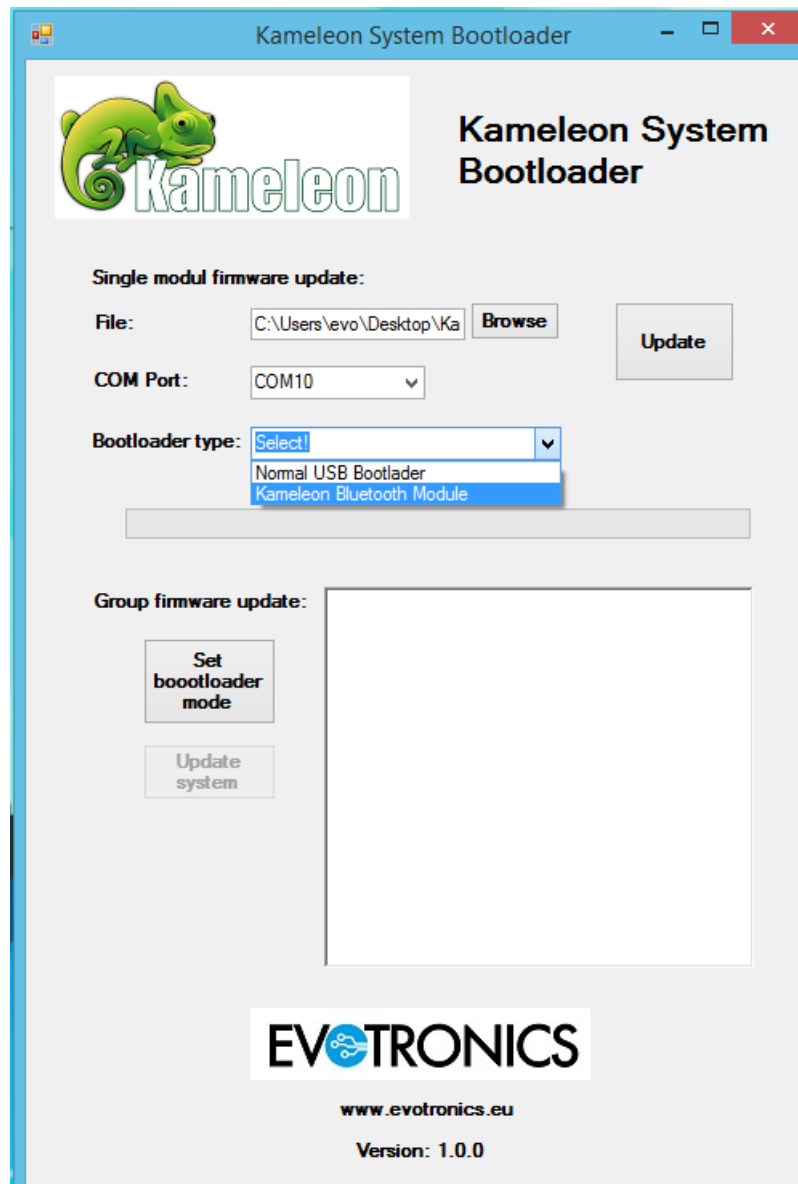 Kameleon System Bootloader
Kameleon
Kameleon System
Bootloader
Single modul firmware update:
File:
C:\Users\evo\Desktop\Ka
Browse
Update
COM Port:
COM10
Bootloader type:
Select!
Normal USB Bootlader
Kameleon Bluetooth Module
Group firmware update:
Set
boootloader
mode
Update
system
EVOTRONICS
www.evotronics.eu
Version: 1.0.0